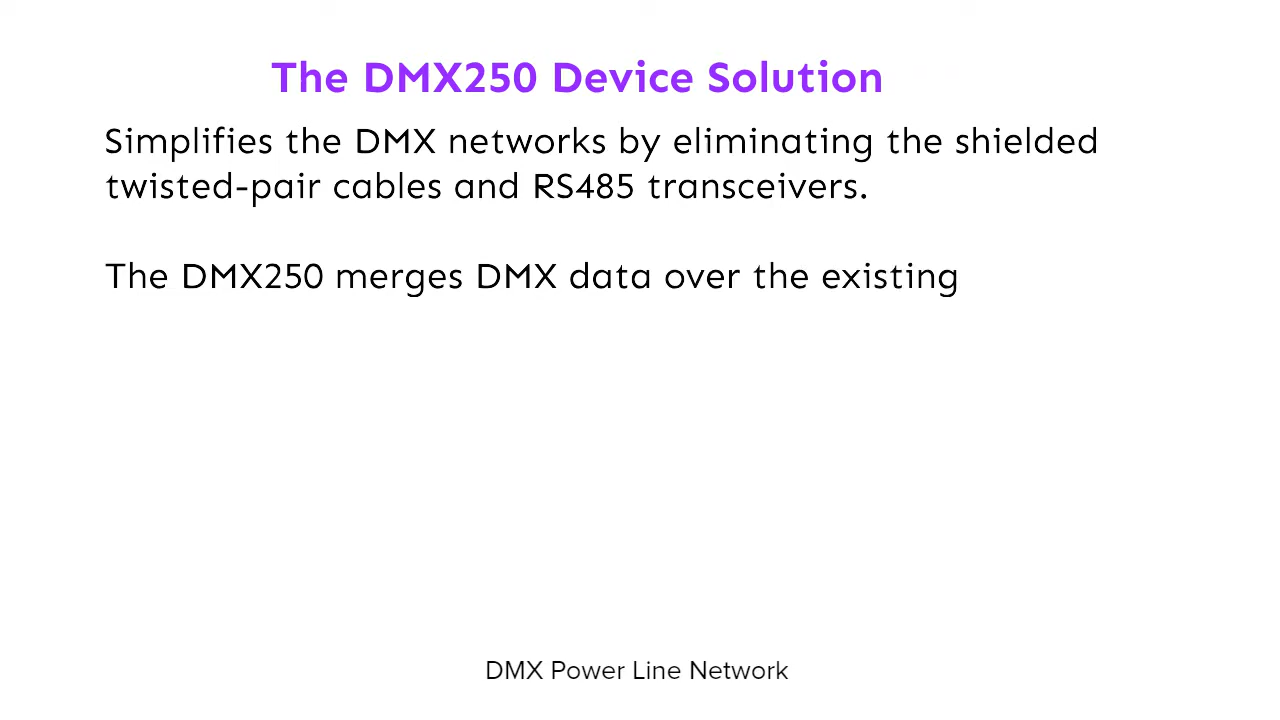 The DMX250 Device Solution
Simplifies the DMX networks by eliminating the shielded
twisted-pair cables and RS485 transceivers.
The DMX250 merges DMX data over the existing
DMX Power Line Network